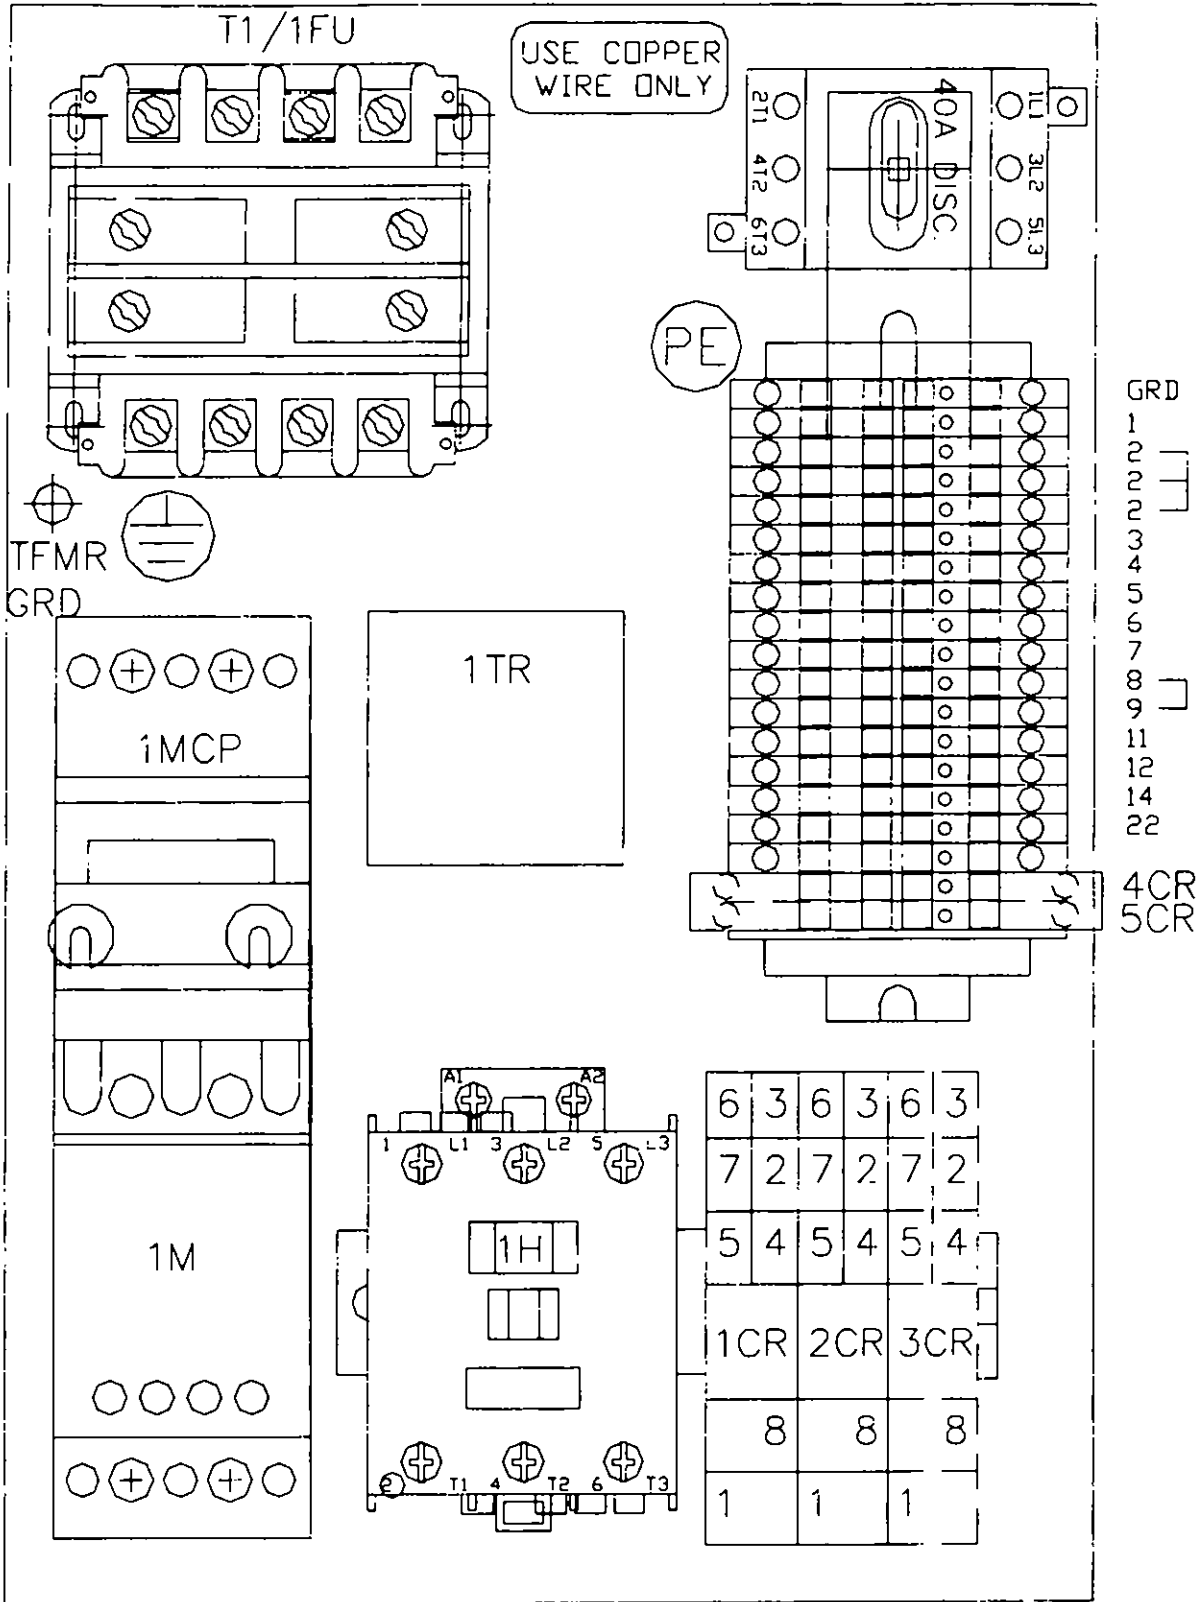 T1/1FU
USE COPPER
WIRE ONLY
2T1
4T2
6T3
40A DISC.
1L1
3L2
5L3
PE
GRD
1
2
2
2
3
4
5
6
7
8
9
11
12
14
22
4CR
5CR
TFMR
GRD
1MCP
1TR
1M
A1 A2
1 L1 3 L2 5 L3
1H
2 T1 4 T2 6 T3
6 3 6 3 6 3
7 2 7 2 7 2
5 4 5 4 5 4
1CR 2CR 3CR
8 8 8
1 1 1